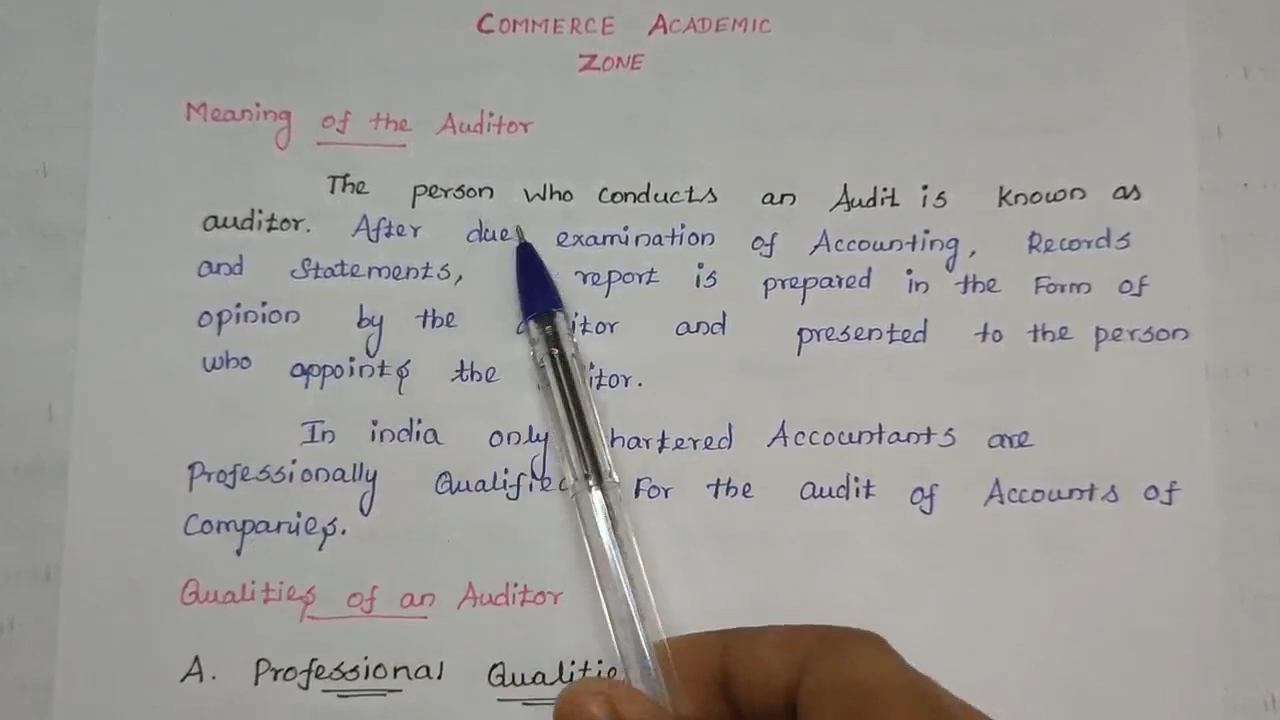 COMMERCE ACADEMIC
ZONE
Meaning of the Auditor
The person who conducts an Audit is known as
auditor. After due examination of Accounting, Records
and Statements, report is prepared in the Form of
opinion by the and presented to the person
who appoints the
In india only Chartered Accountants are
Professionally Qualified For the audit of Accounts of
Companies.
Qualities of an Auditor
A. Professional Qualities